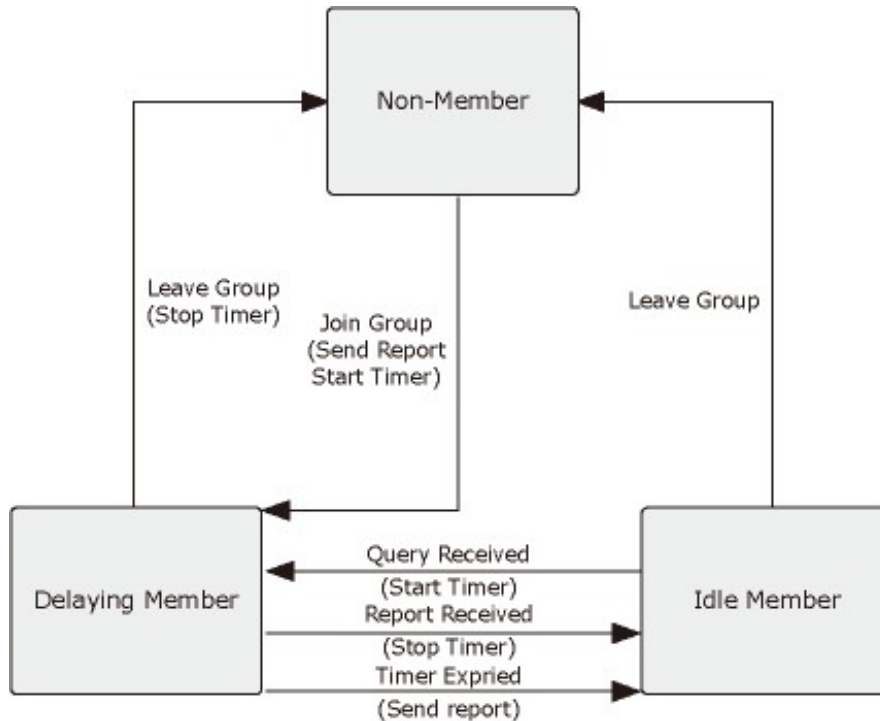 Non-Member
Leave Group
(Stop Timer)
Join Group
(Send Report
Start Timer)
Leave Group
Delaying Member
Query Received
(Start Timer)
Report Received
(Stop Timer)
Timer Expried
(Send report)
Idle Member